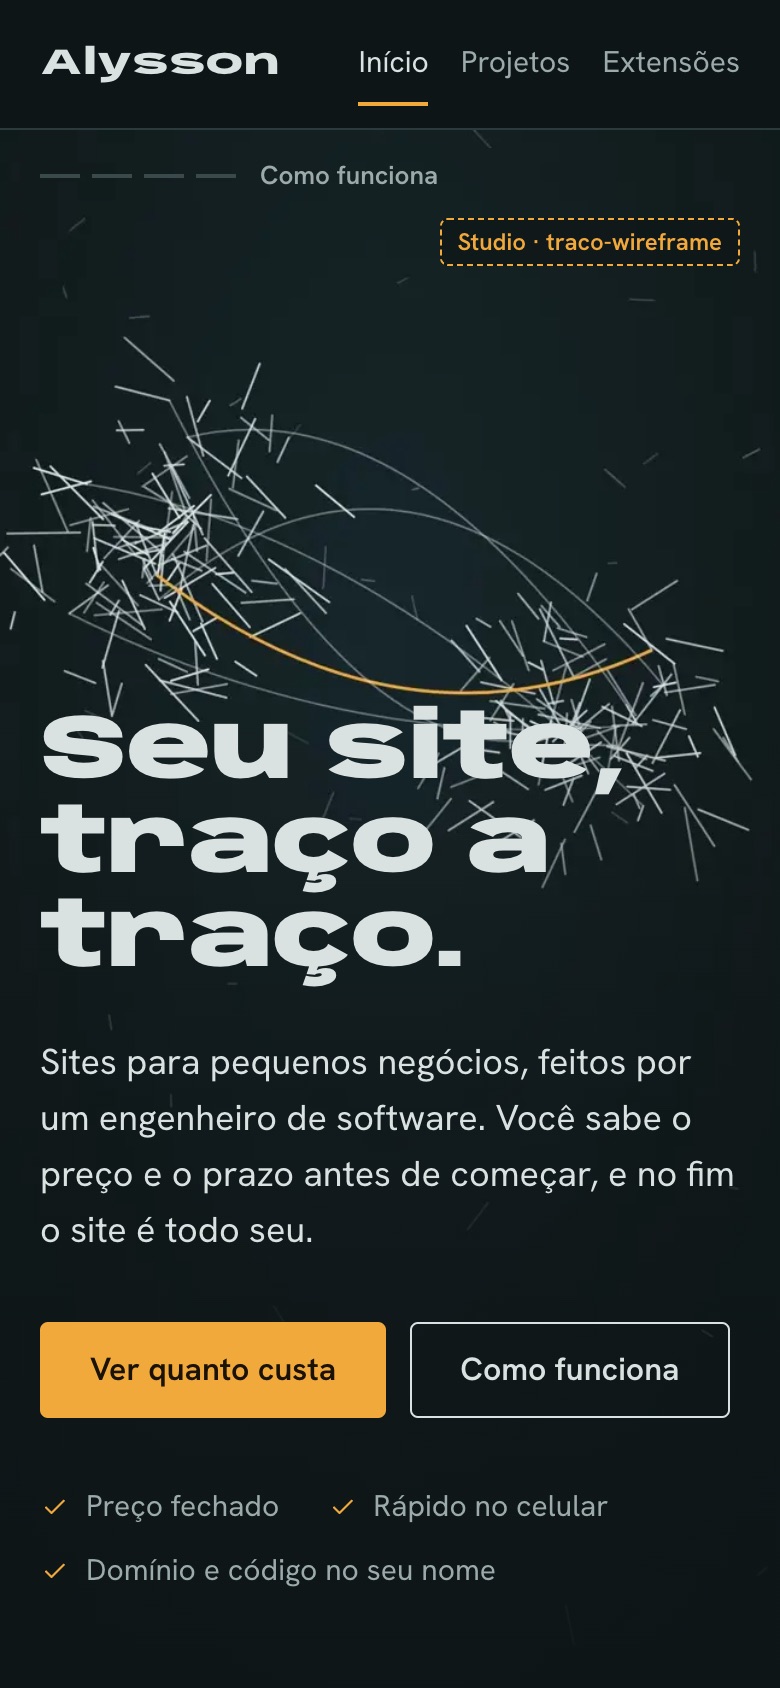 Alysson
Início Projetos Extensões
Como funciona
Studio · traco-wireframe
Seu site,
traço a
traço.
Sites para pequenos negócios, feitos por
um engenheiro de software. Você sabe o
preço e o prazo antes de começar, e no fim
o site é todo seu.
Ver quanto custa
Como funciona
Preço fechado
Rápido no celular
Domínio e código no seu nome